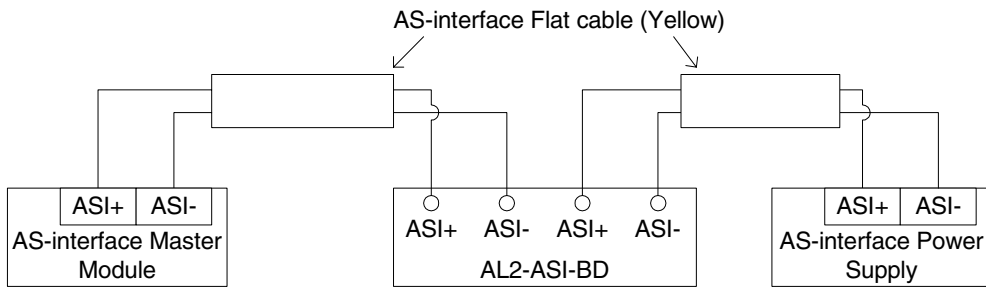 AS-interface Flat cable (Yellow)
ASI+ ASI-
AS-interface Master
Module
ASI+ ASI- ASI+ ASI-
AL2-ASI-BD
ASI+ ASI-
AS-interface Power
Supply